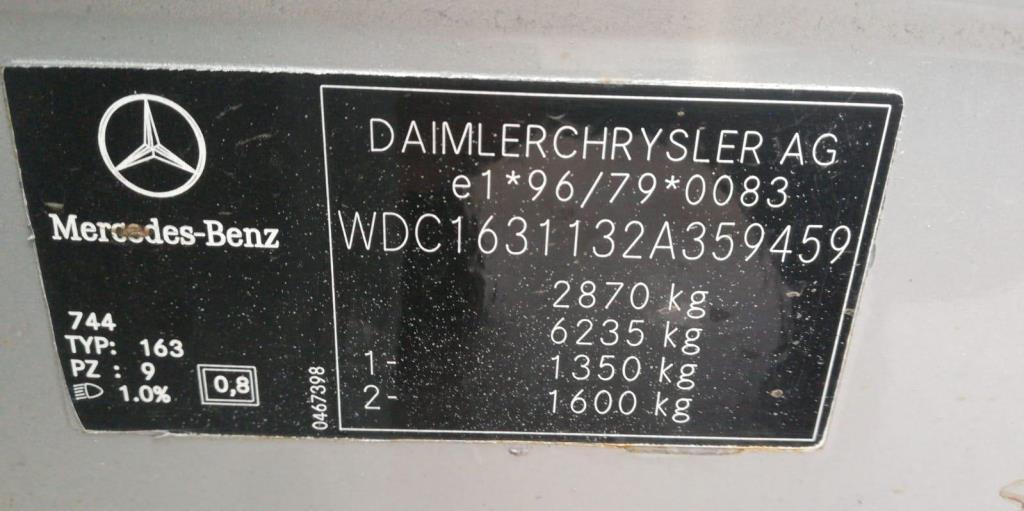 Mercedes-Benz
744
TYP: 163
PZ : 9
1.0%
0,8
0467398
DAIMLERCHRYSLER AG
e1*96/79*0083
WDC1631132A359459
2870 kg
6235 kg
1- 1350 kg
2- 1600 kg